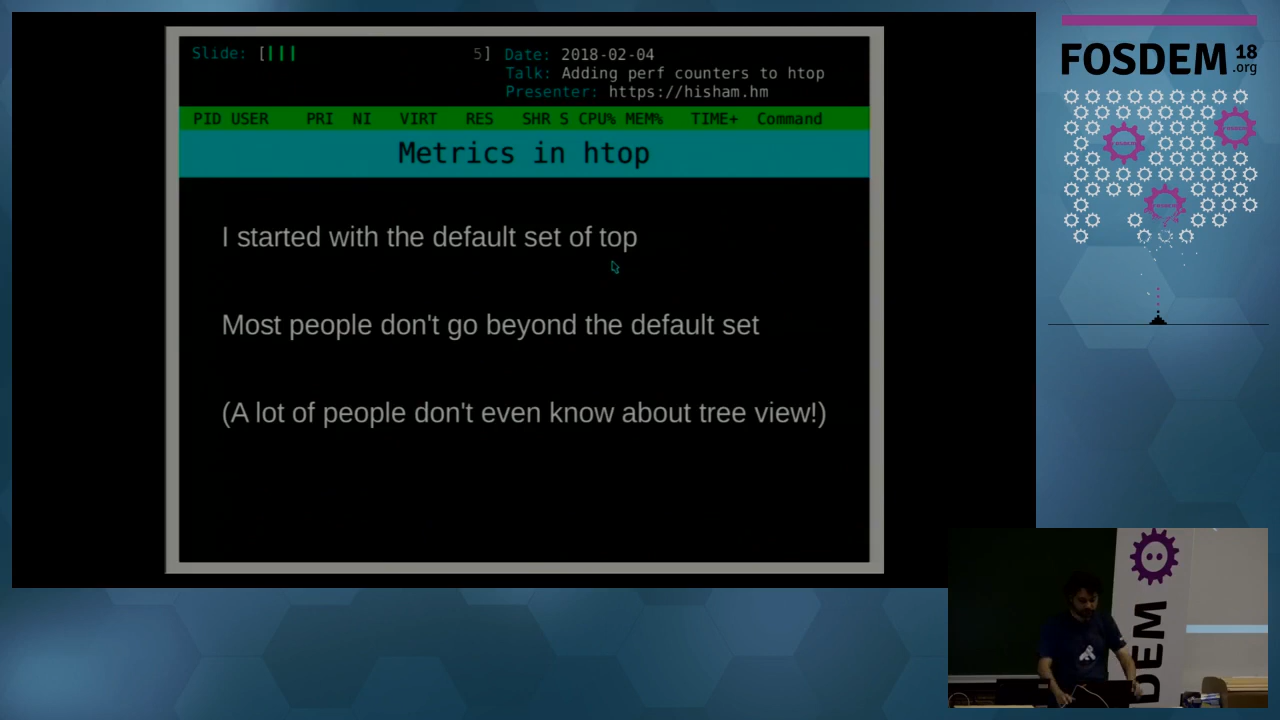 Slide: [||| 5]
Date: 2018-02-04
Talk: Adding perf counters to htop
Presenter: https://hisham.hm
PID USER PRI NI VIRT RES SHR S CPU% MEM% TIME+ Command
Metrics in htop
I started with the default set of top
Most people don't go beyond the default set
(A lot of people don't even know about tree view!)
FOSDEM 18
.org
DEM